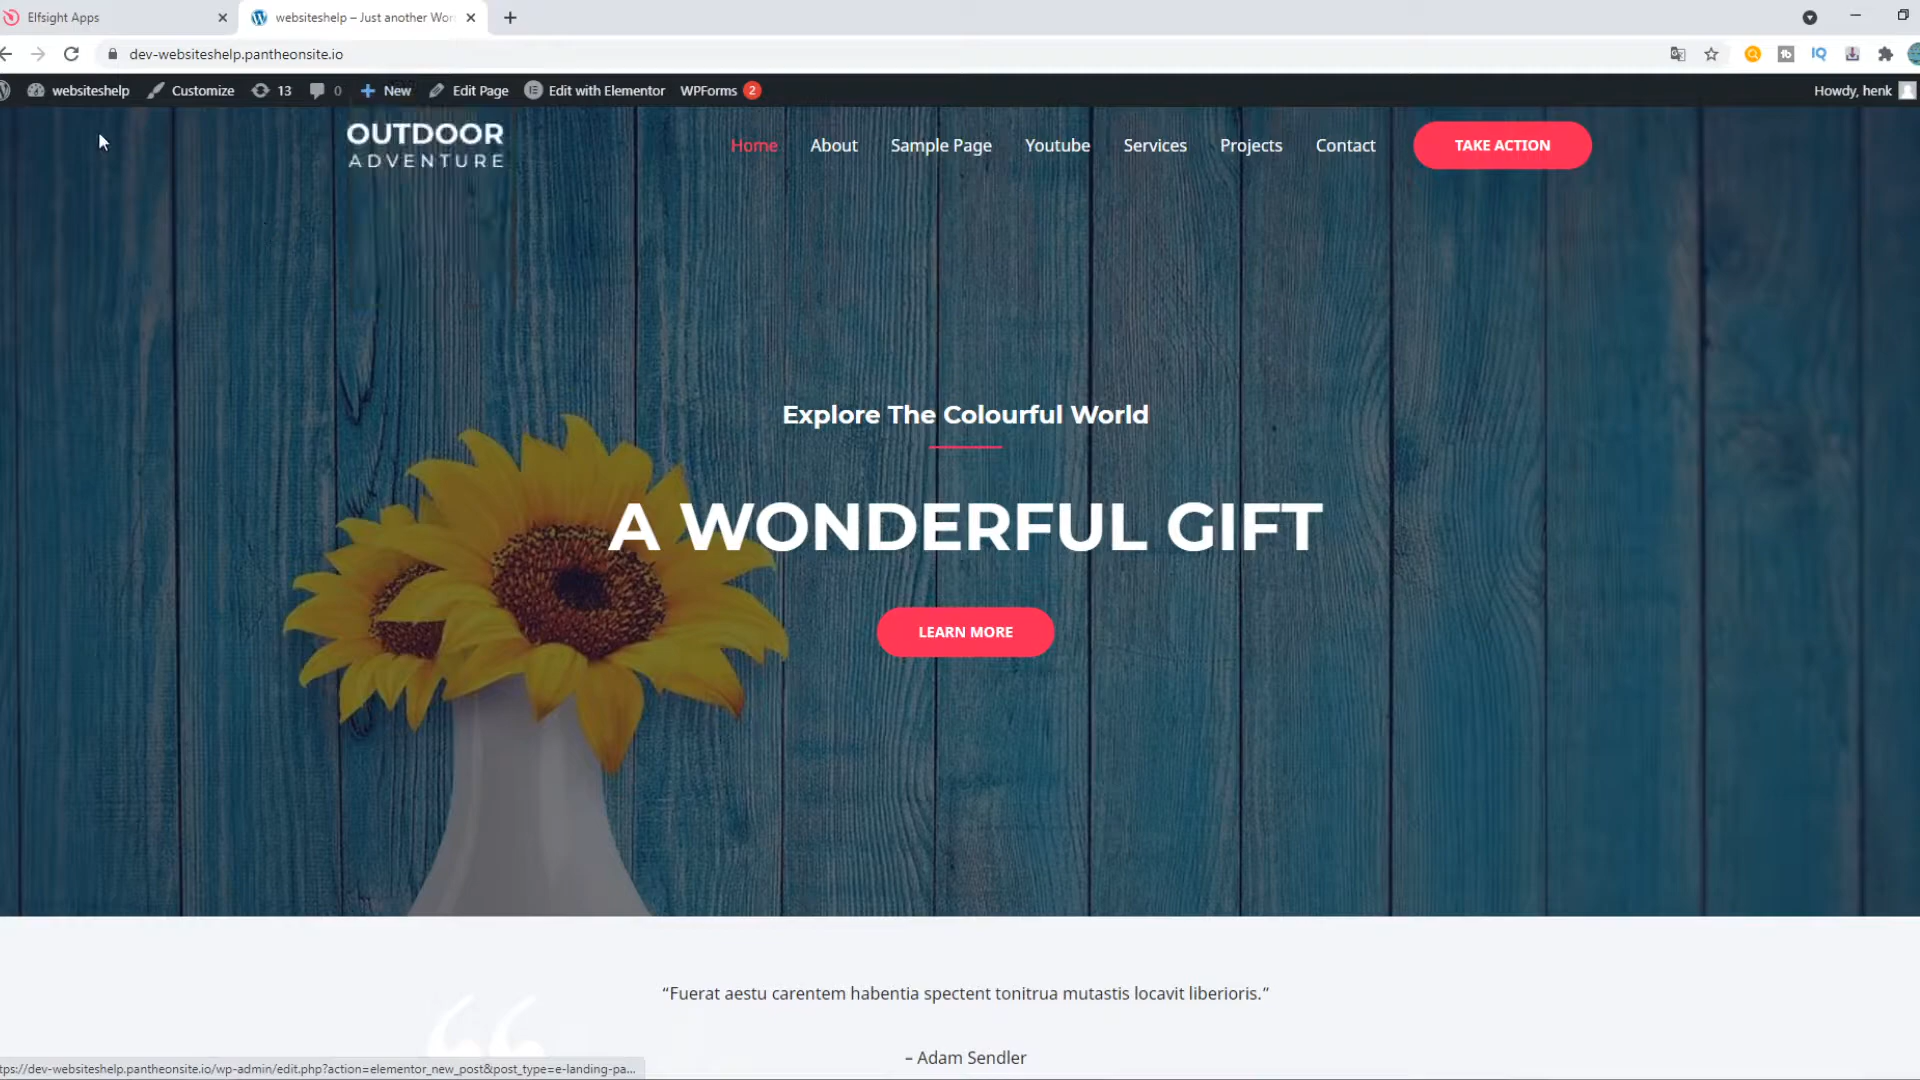 Elfsight Apps
websiteshelp – Just another Wor
dev-websiteshelp.pantheonsite.io
websiteshelp Customize 13 0 New Edit Page Edit with Elementor WPForms 2 Howdy, henk
OUTDOOR
ADVENTURE
Home About Sample Page Youtube Services Projects Contact TAKE ACTION
Explore The Colourful World
A WONDERFUL GIFT
LEARN MORE
“Fuerat aestu carentem habentia spectent tonitrua mutastis locavit liberioris.”
– Adam Sendler
tps://dev-websiteshelp.pantheonsite.io/wp-admin/edit.php?action=elementor_new_post&post_type=e-landing-pa...